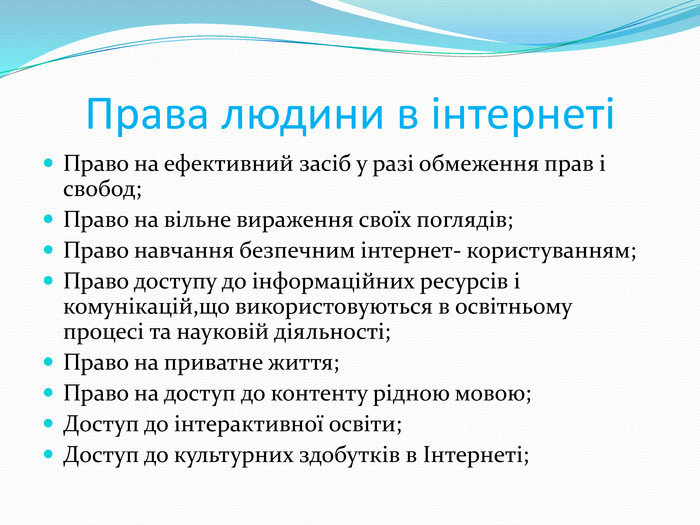 Права людини в інтернеті
Право на ефективний засіб у разі обмеження прав і
свобод;
Право на вільне вираження своїх поглядів;
Право навчання безпечним інтернет- користуванням;
Право доступу до інформаційних ресурсів і
комунікацій,що використовуються в освітньому
процесі та науковій діяльності;
Право на приватне життя;
Право на доступ до контенту рідною мовою;
Доступ до інтерактивної освіти;
Доступ до культурних здобутків в Інтернеті;